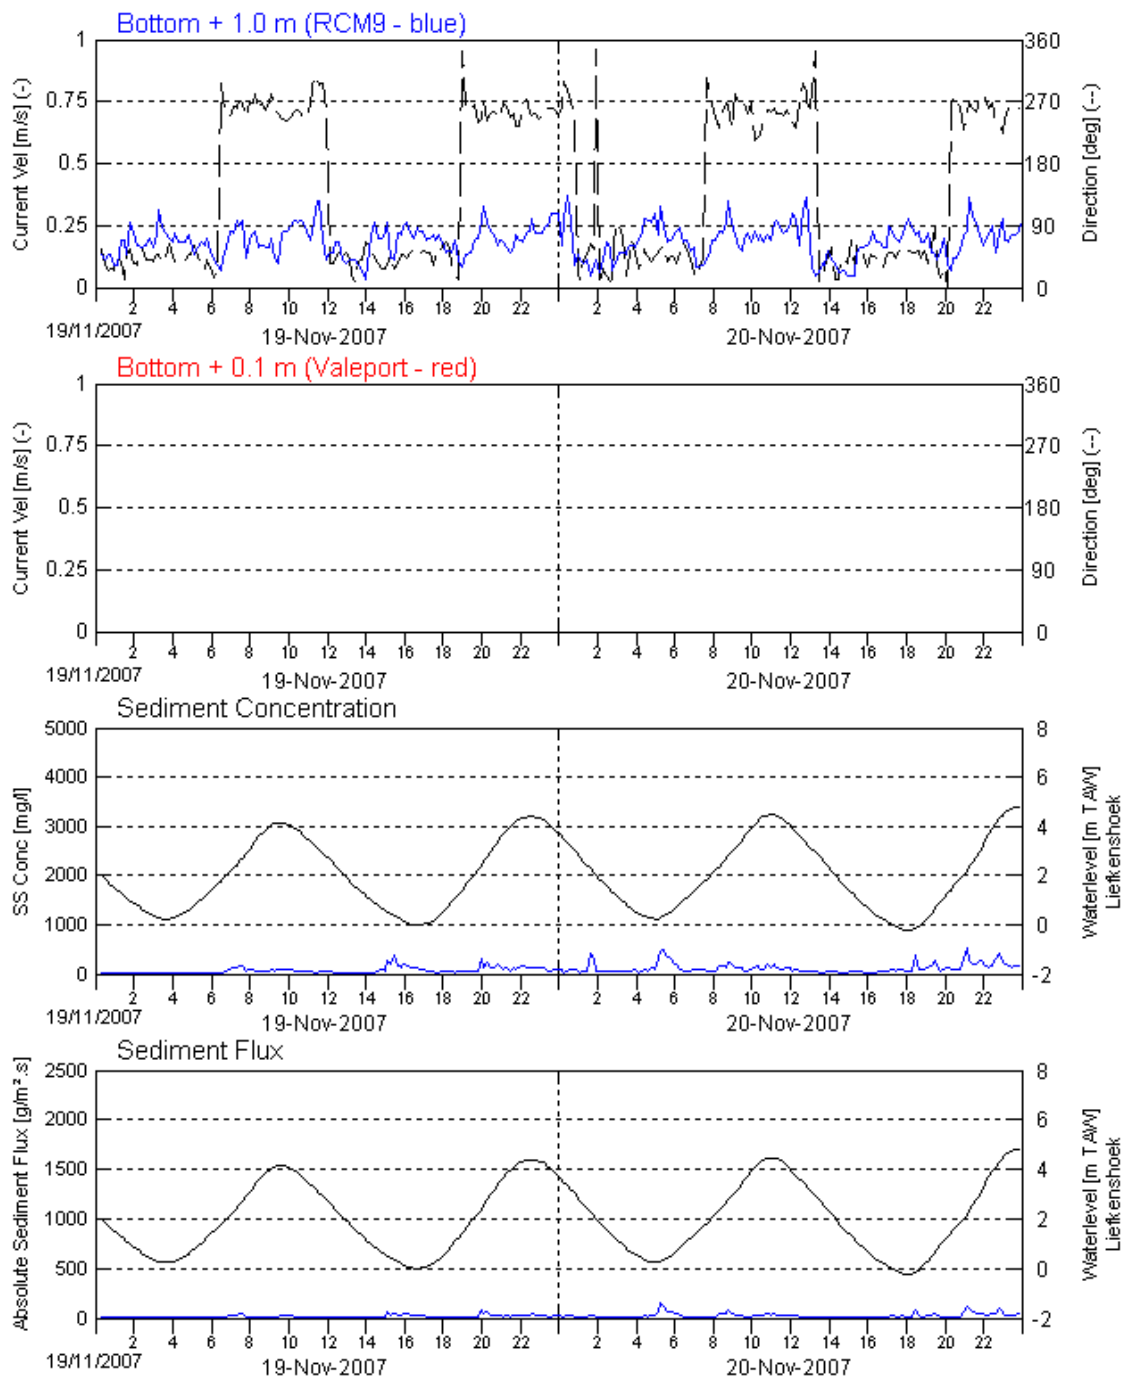 Bottom + 1.0 m (RCM9 - blue)
Current Vel [m/s] (-)
1
0.75
0.5
0.25
0
360
270
180
90
0
Direction [deg] (--)
2 4 6 8 10 12 14 16 18 20 22 2 4 6 8 10 12 14 16 18 20 22
19/11/2007
19-Nov-2007
20-Nov-2007
Bottom + 0.1 m (Valeport - red)
Current Vel [m/s] (-)
1
0.75
0.5
0.25
0
360
270
180
90
0
Direction [deg] (--)
2 4 6 8 10 12 14 16 18 20 22 2 4 6 8 10 12 14 16 18 20 22
19/11/2007
19-Nov-2007
20-Nov-2007
Sediment Concentration
SS Conc [mg/l]
5000
4000
3000
2000
1000
0
8
6
4
2
0
-2
Waterlevel [m TAW]
Liefkenshoek
2 4 6 8 10 12 14 16 18 20 22 2 4 6 8 10 12 14 16 18 20 22
19/11/2007
19-Nov-2007
20-Nov-2007
Sediment Flux
Absolute Sediment Flux [g/m².s]
2500
2000
1500
1000
500
0
8
6
4
2
0
-2
Waterlevel [m TAW]
Liefkenshoek
2 4 6 8 10 12 14 16 18 20 22 2 4 6 8 10 12 14 16 18 20 22
19/11/2007
19-Nov-2007
20-Nov-2007